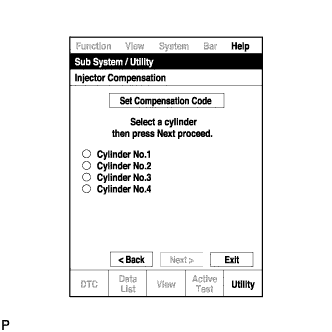 Function View System Bar Help
Sub System / Utility
Injector Compensation
Set Compensation Code
Select a cylinder
then press Next proceed.
Cylinder No.1
Cylinder No.2
Cylinder No.3
Cylinder No.4
< Back Next > Exit
DTC Data List View Active Test Utility
P